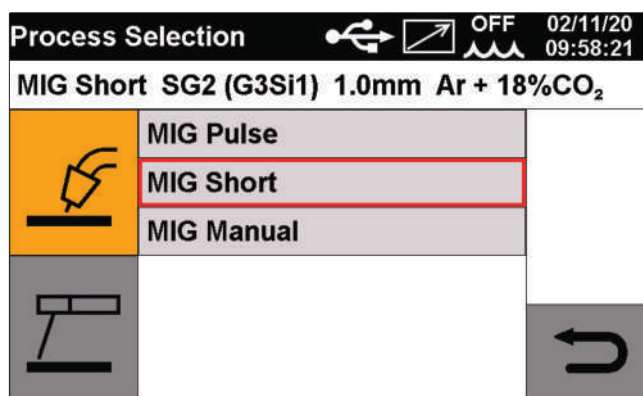 Process Selection
OFF
02/11/20
09:58:21
MIG Short SG2 (G3Si1) 1.0mm Ar + 18%CO₂
MIG Pulse
MIG Short
MIG Manual